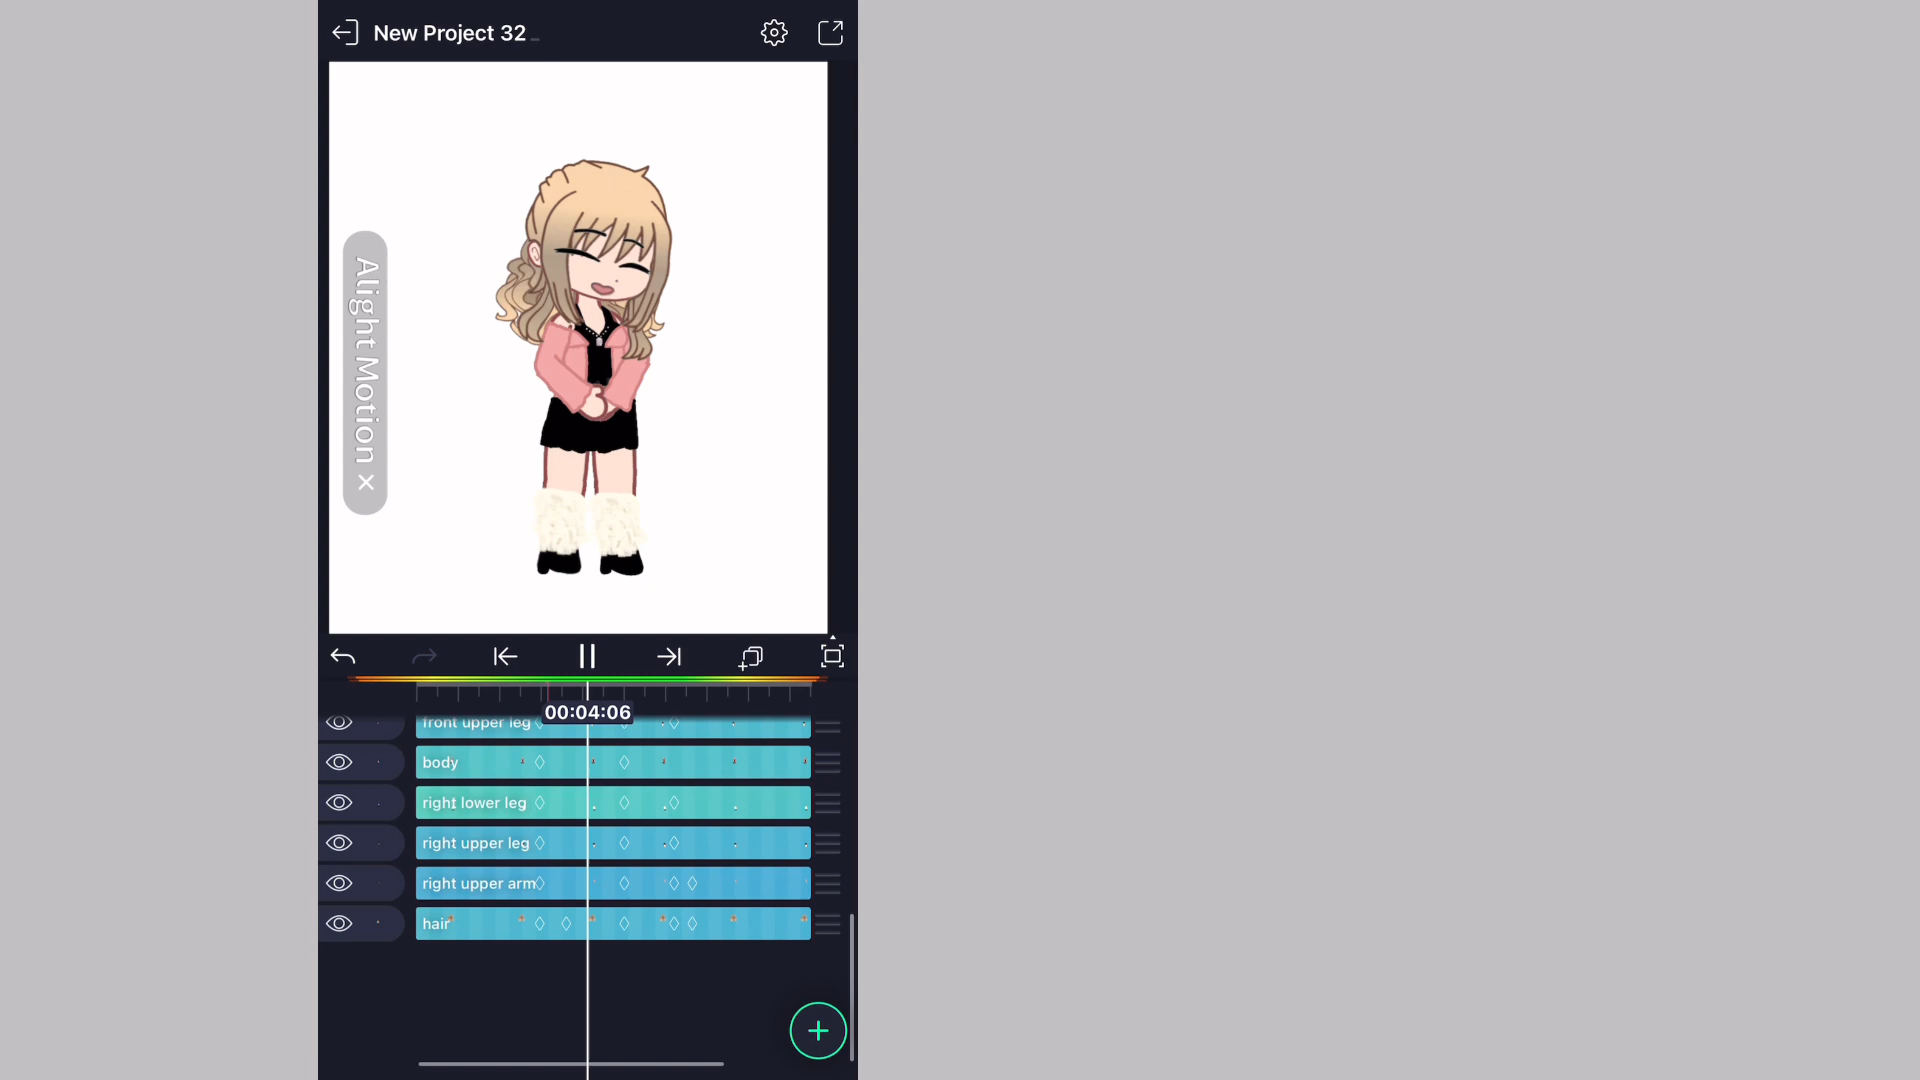 New Project 32
Alight Motion
00:04:06
front upper leg
body
right lower leg
right upper leg
right upper arm
hair